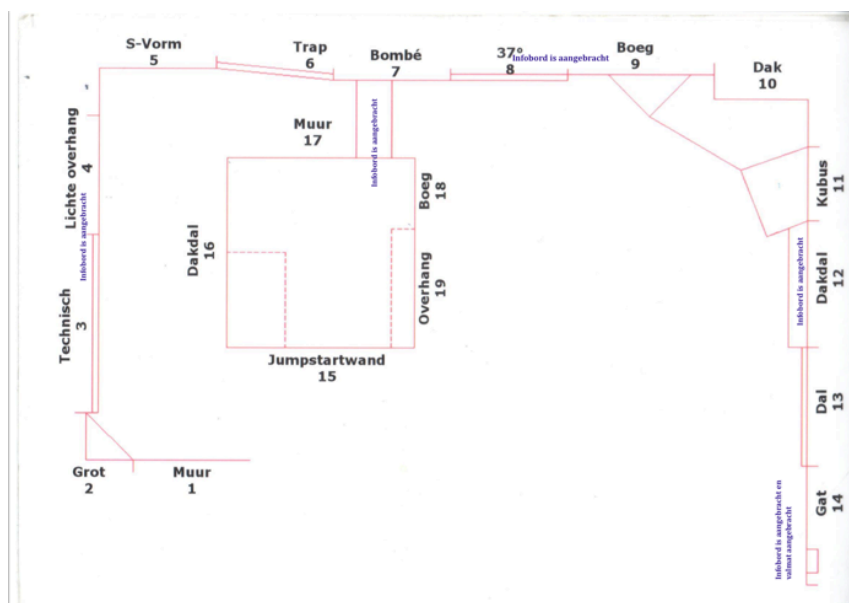 S-Vorm
5
Trap
6
Bombé
7
37°
8
Infobord is aangebracht
Boeg
9
Dak
10
Lichte overhang
4
Infobord is aangebracht
Muur
17
Infobord is aangebracht
Boeg
18
Kubus
11
Dakdal
16
Overhang
19
Infobord is aangebracht
Dakdal
12
Technisch
3
Jumpstartwand
15
Dal
13
Grot
2
Muur
1
Infobord is aangebracht en
valmat aangebracht
Gat
14